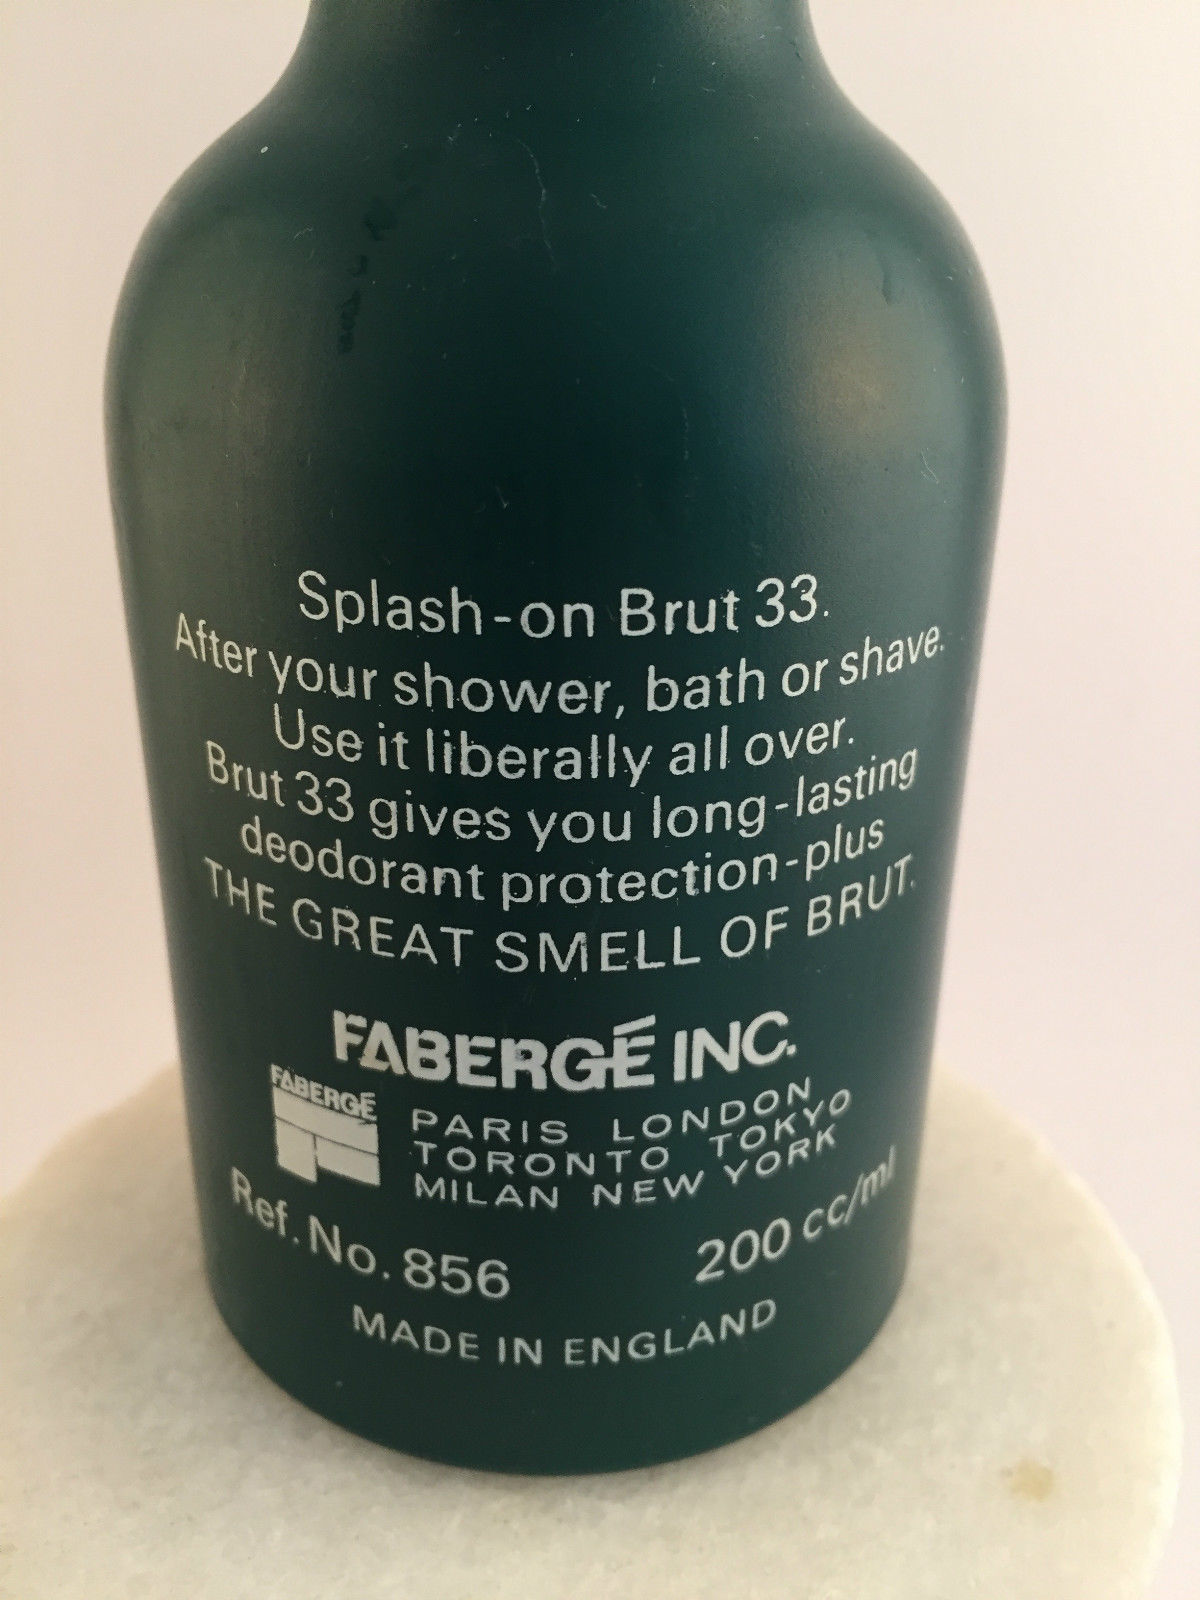 Splash-on Brut 33.
After your shower, bath or shave.
Use it liberally all over.
Brut 33 gives you long-lasting
deodorant protection-plus
THE GREAT SMELL OF BRUT.
FABERGÉ INC.
FABERGÉ
PARIS LONDON
TORONTO TOKYO
MILAN NEW YORK
Ref. No. 856 200 cc/ml
MADE IN ENGLAND